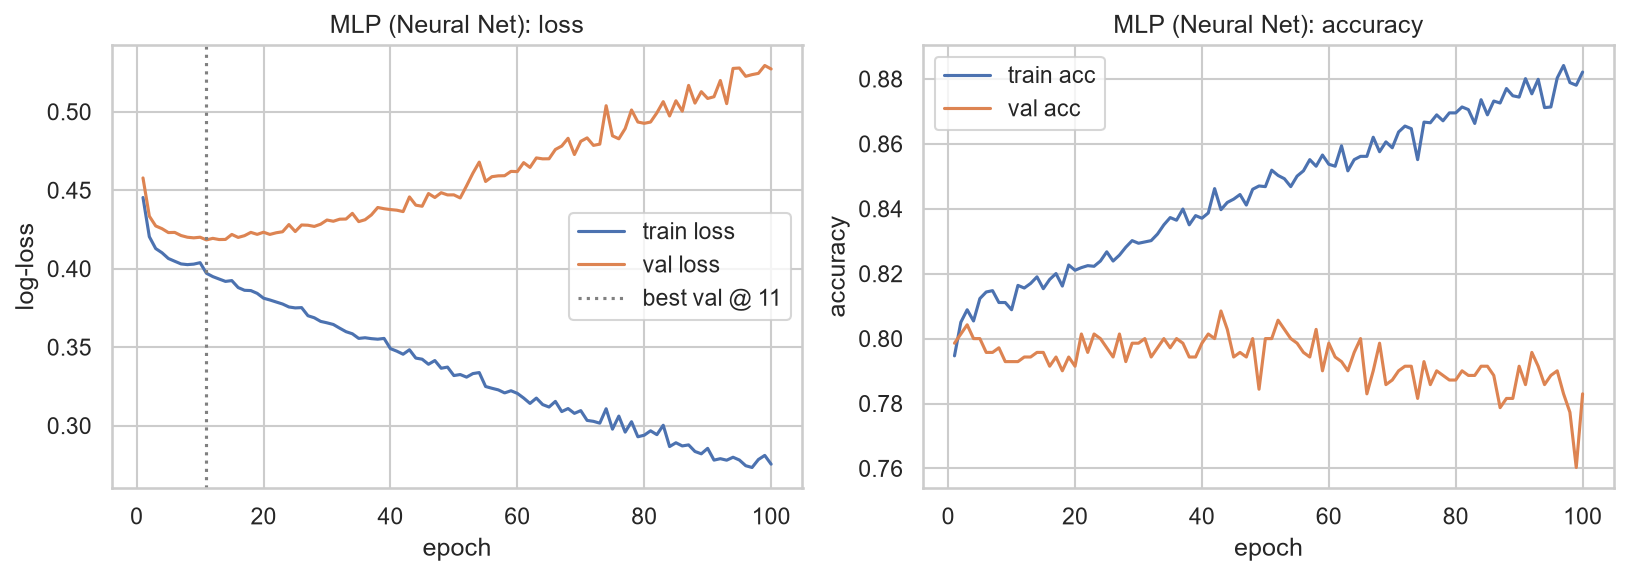 MLP (Neural Net): loss
log-loss
0.50
0.45
0.40
0.35
0.30
train loss
val loss
best val @ 11
0 20 40 60 80 100
epoch
MLP (Neural Net): accuracy
accuracy
0.88
0.86
0.84
0.82
0.80
0.78
0.76
train acc
val acc
0 20 40 60 80 100
epoch